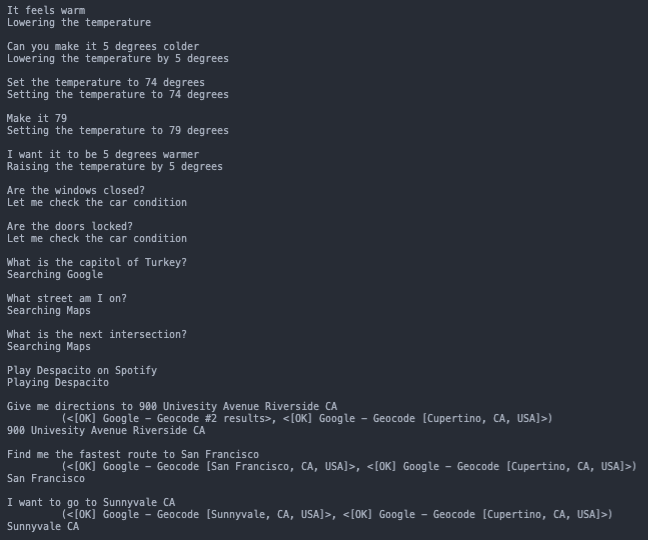 It feels warm
Lowering the temperature
Can you make it 5 degrees colder
Lowering the temperature by 5 degrees
Set the temperature to 74 degrees
Setting the temperature to 74 degrees
Make it 79
Setting the temperature to 79 degrees
I want it to be 5 degrees warmer
Raising the temperature by 5 degrees
Are the windows closed?
Let me check the car condition
Are the doors locked?
Let me check the car condition
What is the capitol of Turkey?
Searching Google
What street am I on?
Searching Maps
What is the next intersection?
Searching Maps
Play Despacito on Spotify
Playing Despacito
Give me directions to 900 Univesity Avenue Riverside CA
(<[OK] Google - Geocode #2 results>, <[OK] Google - Geocode [Cupertino, CA, USA]>)
900 Univesity Avenue Riverside CA
Find me the fastest route to San Francisco
(<[OK] Google - Geocode [San Francisco, CA, USA]>, <[OK] Google - Geocode [Cupertino, CA, USA]>)
San Francisco
I want to go to Sunnyvale CA
(<[OK] Google - Geocode [Sunnyvale, CA, USA]>, <[OK] Google - Geocode [Cupertino, CA, USA]>)
Sunnyvale CA